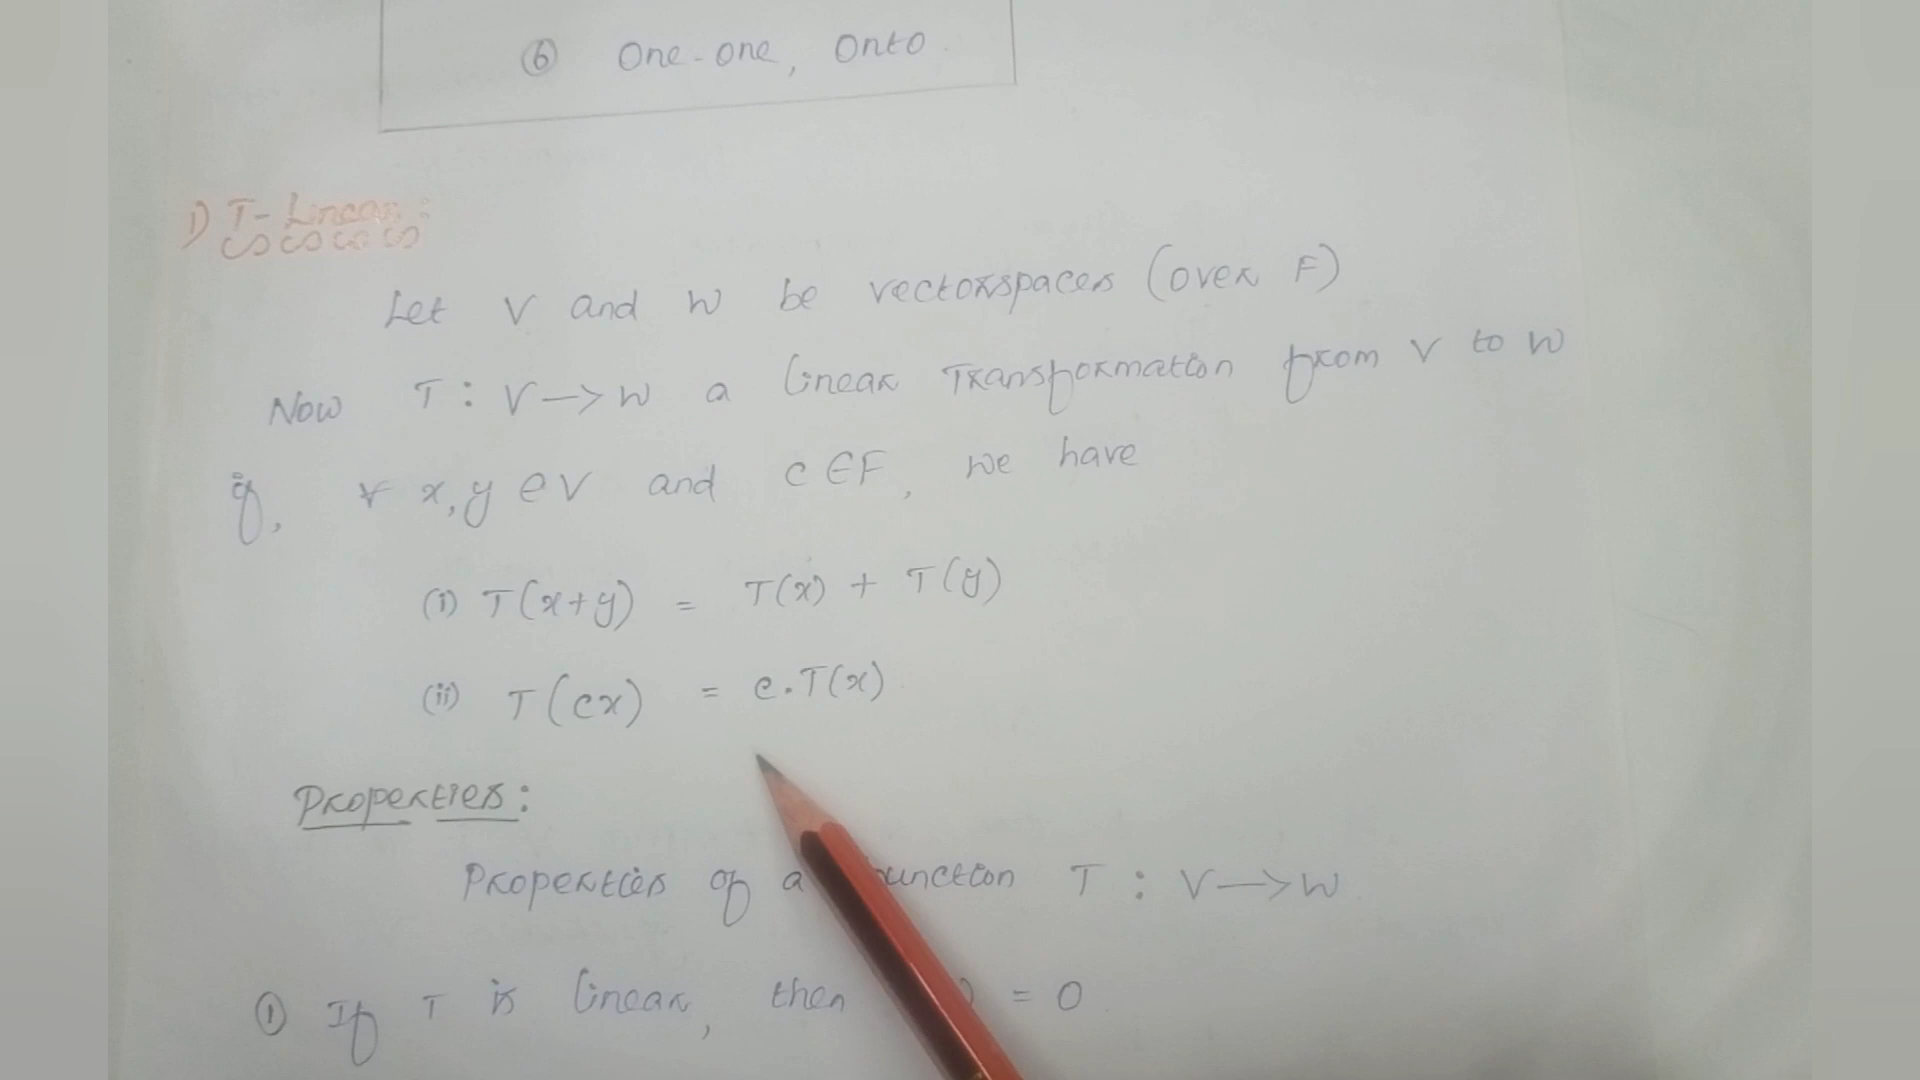 ⑥ One-one, Onto
1) T-Linear:
Let V and W be vectorspaces (over F)
Now T : V → W a linear Transformation from V to W
if, ∀ x, y ∈ V and c ∈ F, we have
(i) T(x+y) = T(x) + T(y)
(ii) T(cx) = c.T(x)
Properties:
Properties of a function T : V → W
① If T is linear, then ) = 0